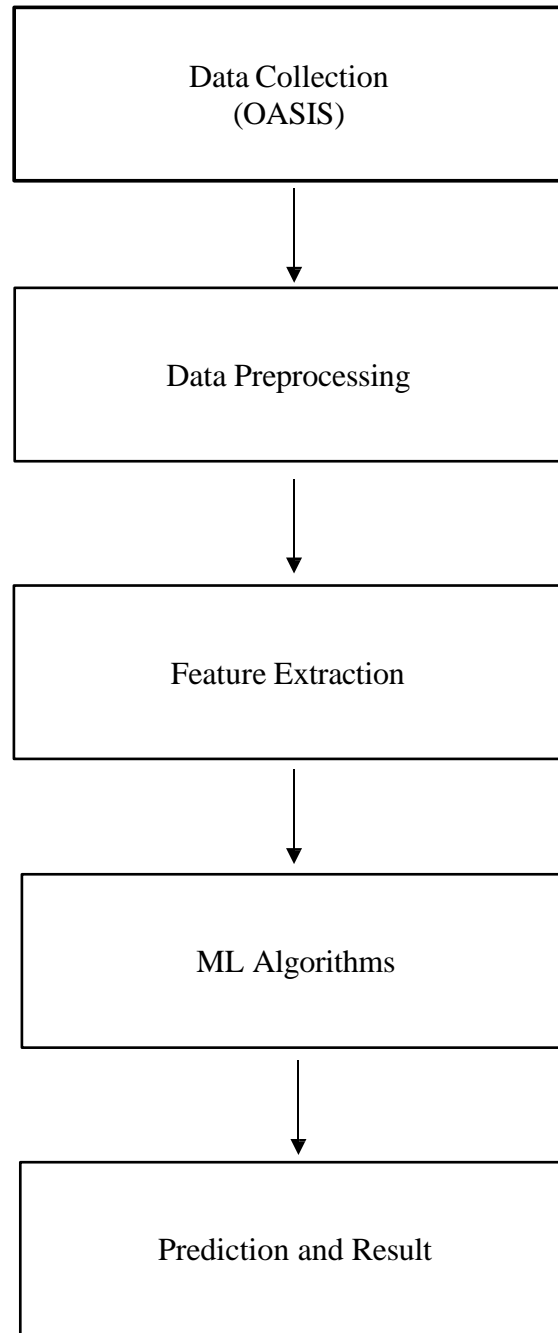 Data Collection
(OASIS)
Data Preprocessing
Feature Extraction
ML Algorithms
Prediction and Result